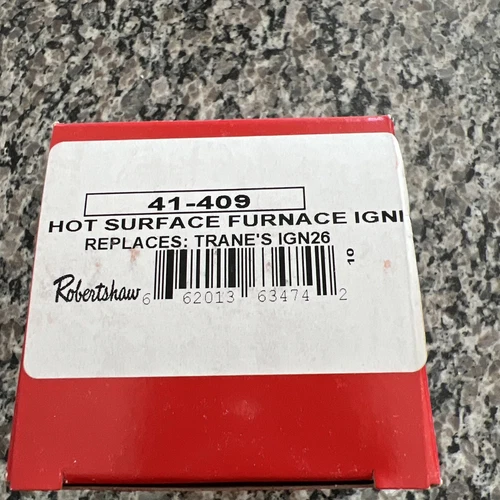 41-409
HOT SURFACE FURNACE IGNI
REPLACES: TRANE'S IGN26
10
Robertshaw
6 62013 63474 2